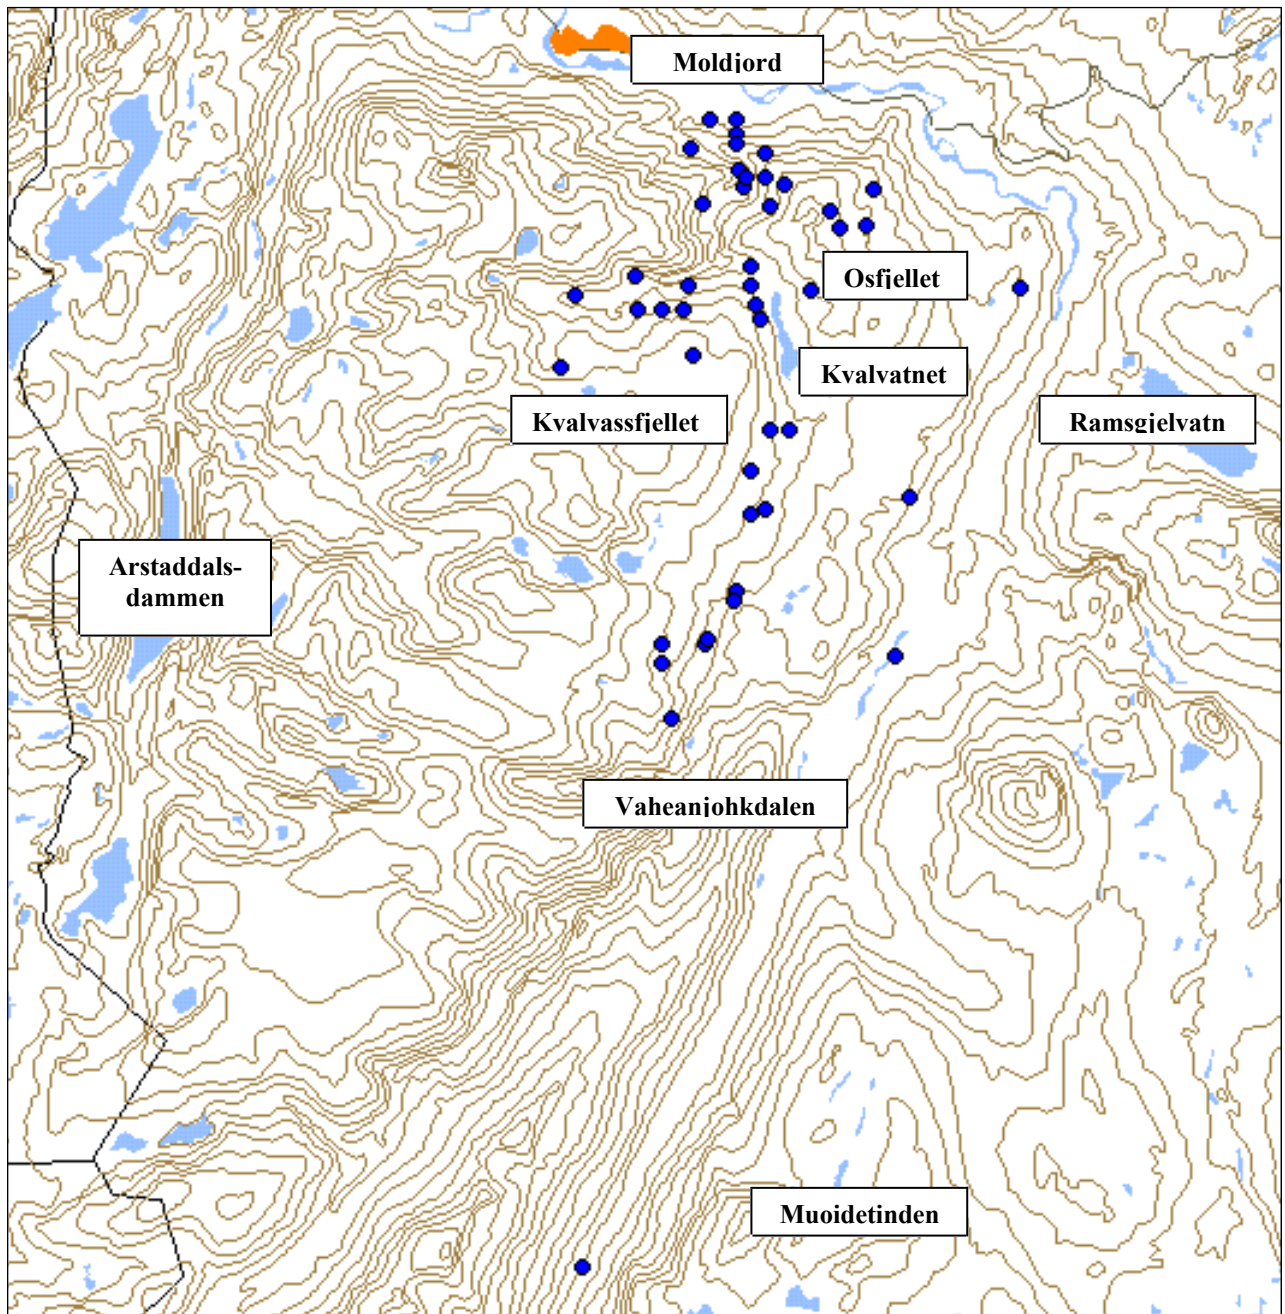 Moldjord
Osfjellet
Kvalvatnet
Kvalvassfjellet
Ramsgjelvatn
Arstaddals-
dammen
Vaheanjohkdalen
Muoidetinden